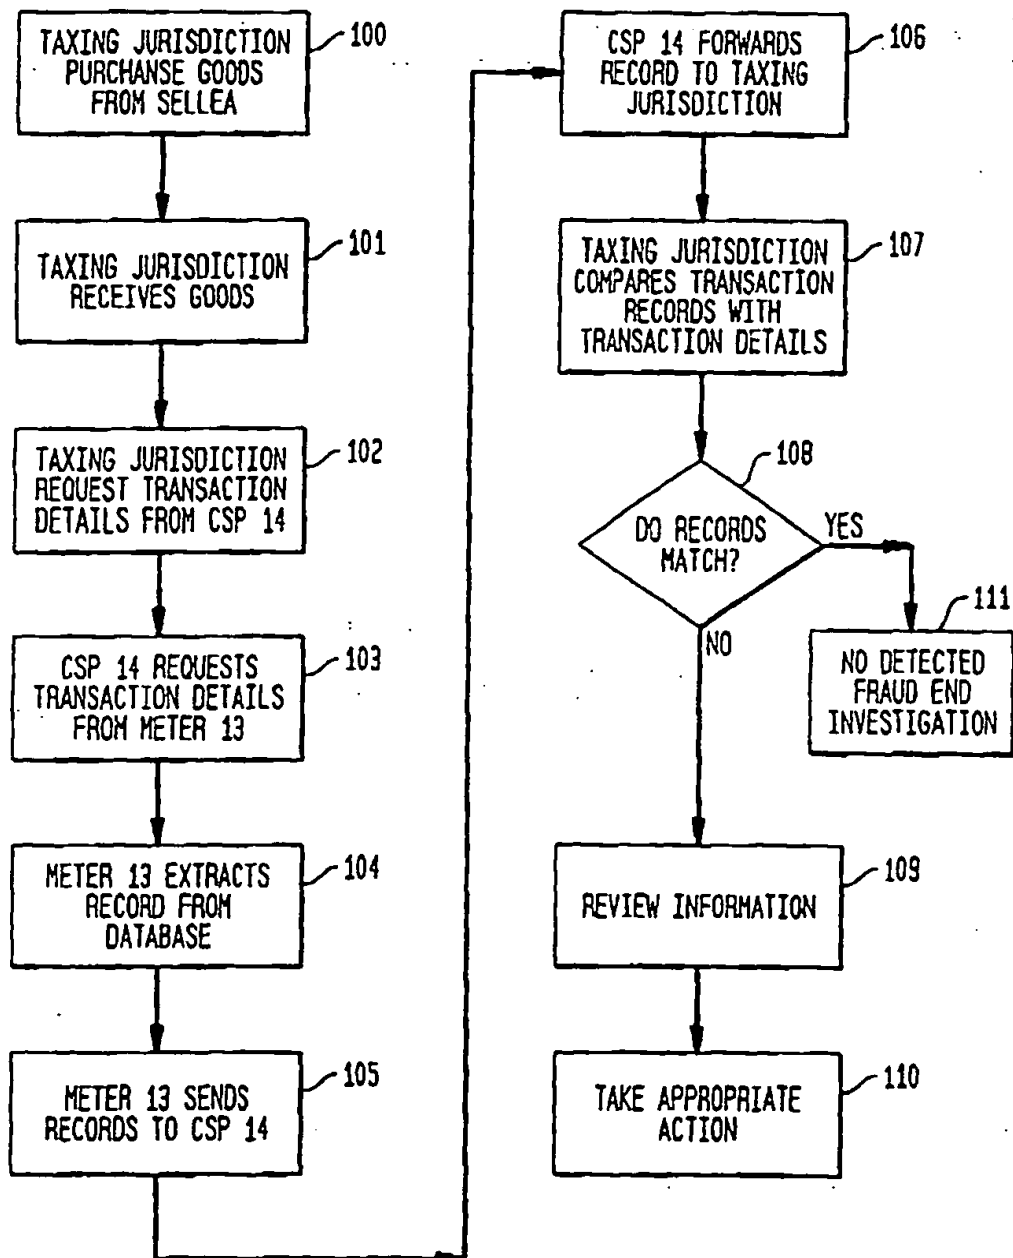 TAXING JURISDICTION
PURCHANSE GOODS
FROM SELLEA
100
TAXING JURISDICTION
RECEIVES GOODS
101
TAXING JURISDICTION
REQUEST TRANSACTION
DETAILS FROM CSP 14
102
CSP 14 REQUESTS
TRANSACTION DETAILS
FROM METER 13
103
METER 13 EXTRACTS
RECORD FROM
DATABASE
104
METER 13 SENDS
RECORDS TO CSP 14
105
CSP 14 FORWARDS
RECORD TO TAXING
JURISDICTION
106
TAXING JURISDICTION
COMPARES TRANSACTION
RECORDS WITH
TRANSACTION DETAILS
107
DO RECORDS
MATCH?
108
YES
NO
NO DETECTED
FRAUD END
INVESTIGATION
111
REVIEW INFORMATION
109
TAKE APPROPRIATE
ACTION
110